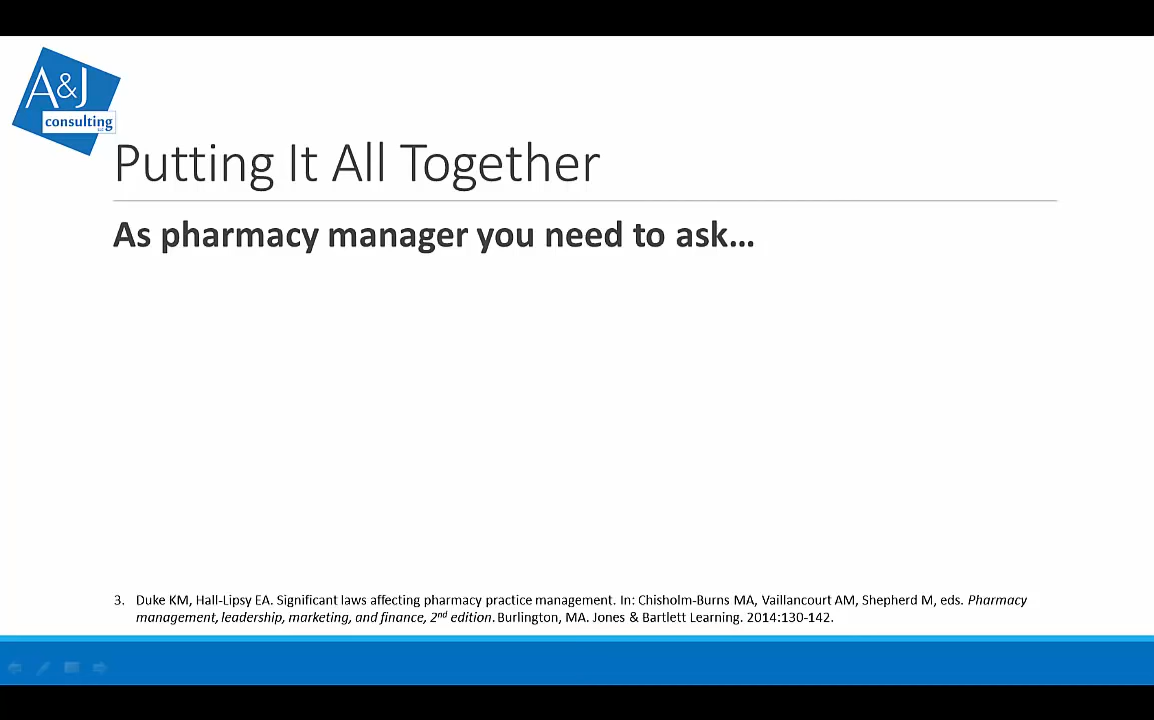 A&J
consulting
Putting It All Together
As pharmacy manager you need to ask…
3. Duke KM, Hall-Lipsy EA. Significant laws affecting pharmacy practice management. In: Chisholm-Burns MA, Vaillancourt AM, Shepherd M, eds. Pharmacy
management, leadership, marketing, and finance, 2nd edition. Burlington, MA. Jones & Bartlett Learning. 2014:130-142.